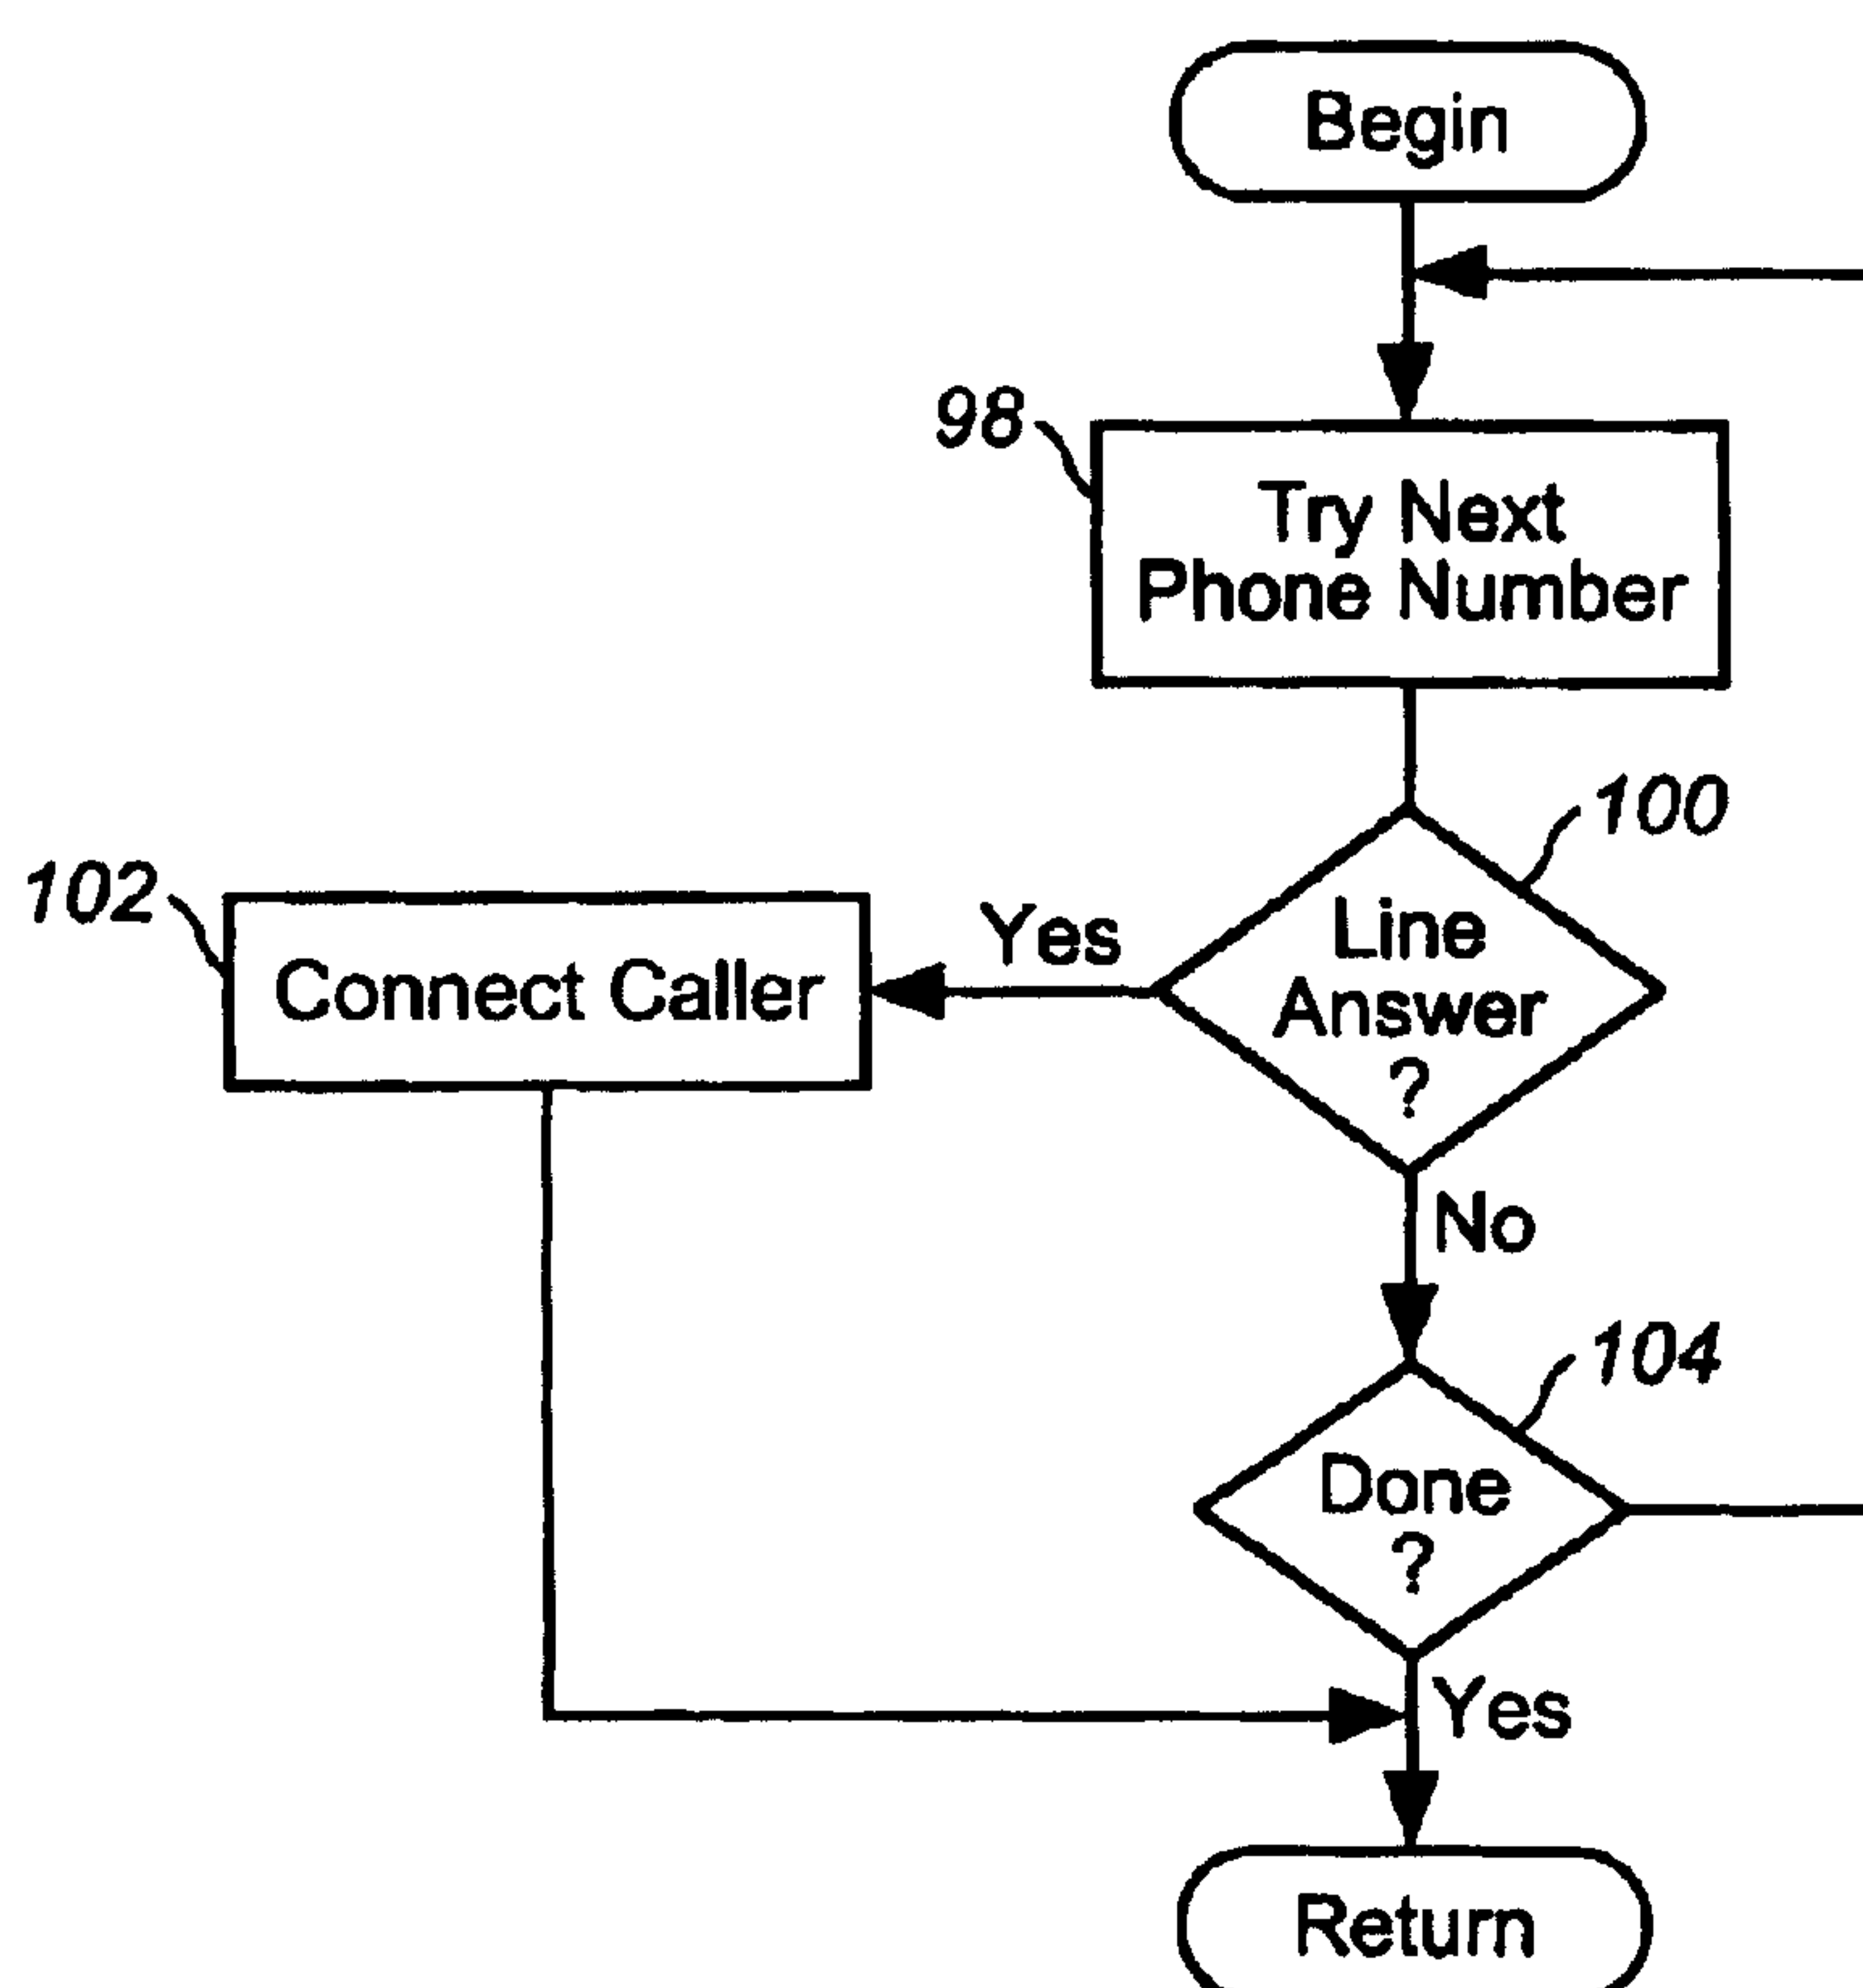 Begin
98
Try Next
Phone Number
100
102
Line
Answer
?
Yes
Connect Caller
No
104
Done
?
Yes
Return